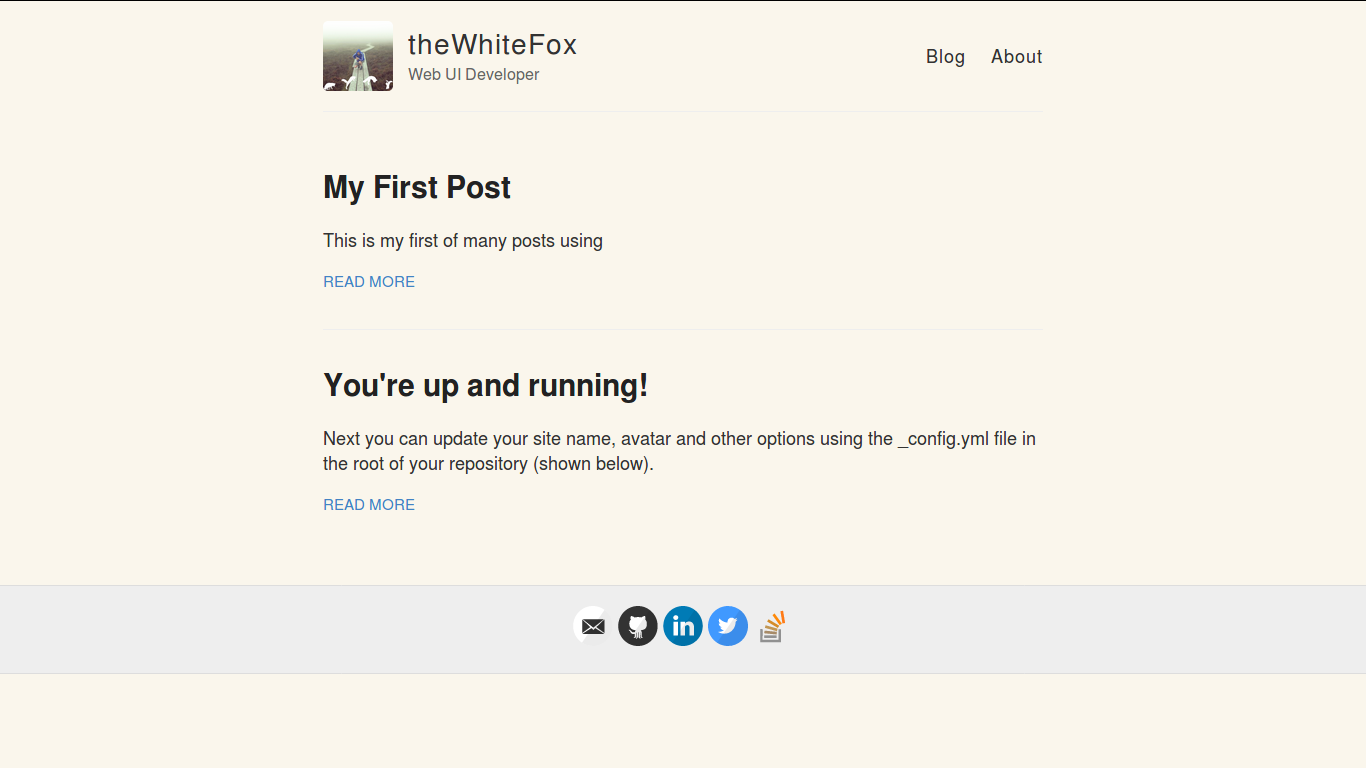 theWhiteFox
Web UI Developer
Blog About
My First Post
This is my first of many posts using
READ MORE
You're up and running!
Next you can update your site name, avatar and other options using the _config.yml file in
the root of your repository (shown below).
READ MORE
in